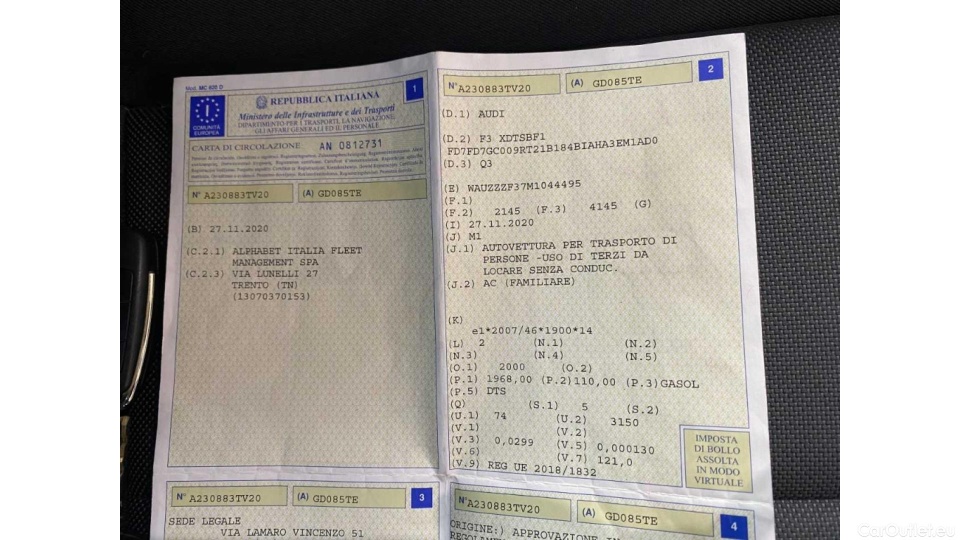 Mod. MC 820 D
1
COMUNITÀ
EUROPEA
REPUBBLICA ITALIANA
Ministero delle Infrastrutture e dei Trasporti
DIPARTIMENTO PER I TRASPORTI, LA NAVIGAZIONE,
GLI AFFARI GENERALI ED IL PERSONALE
CARTA DI CIRCOLAZIONE AN 0812731
N° A230883TV20 (A) GD085TE
(B) 27.11.2020
(C.2.1) ALPHABET ITALIA FLEET
MANAGEMENT SPA
(C.2.3) VIA LUNELLI 27
TRENTO (TN)
(13070370153)
N° A230883TV20 (A) GD085TE 2
(D.1) AUDI
(D.2) F3 XDTSBF1
FD7FD7GC009RT21B184BIAHA3EM1AD0
(D.3) Q3
(E) WAUZZZF37M1044495
(F.1)
(F.2) 2145 (F.3) 4145 (G)
(I) 27.11.2020
(J) M1
(J.1) AUTOVETTURA PER TRASPORTO DI
PERSONE -USO DI TERZI DA
LOCARE SENZA CONDUC.
(J.2) AC (FAMILIARE)
(K)
e1*2007/46*1900*14
(L) 2 (N.1) (N.2)
(N.3) (N.4) (N.5)
(O.1) 2000 (O.2)
(P.1) 1968,00 (P.2)110,00 (P.3)GASOL
(P.5) DTS
(Q) (S.1) 5 (S.2)
(U.1) 74 (U.2) 3150
(V.1) (V.2)
(V.3) 0,0299 (V.5) 0,000130
(V.6) (V.7) 121,0
(V.9) REG UE 2018/1832
IMPOSTA
DI BOLLO
ASSOLTA
IN MODO
VIRTUALE
N° A230883TV20 (A) GD085TE 3
SEDE LEGALE
VIA LAMARO VINCENZO 51
N° A230883TV20 (A) GD085TE 4
ORIGINE:) APPROVAZIONE IN
CarOutlet.eu